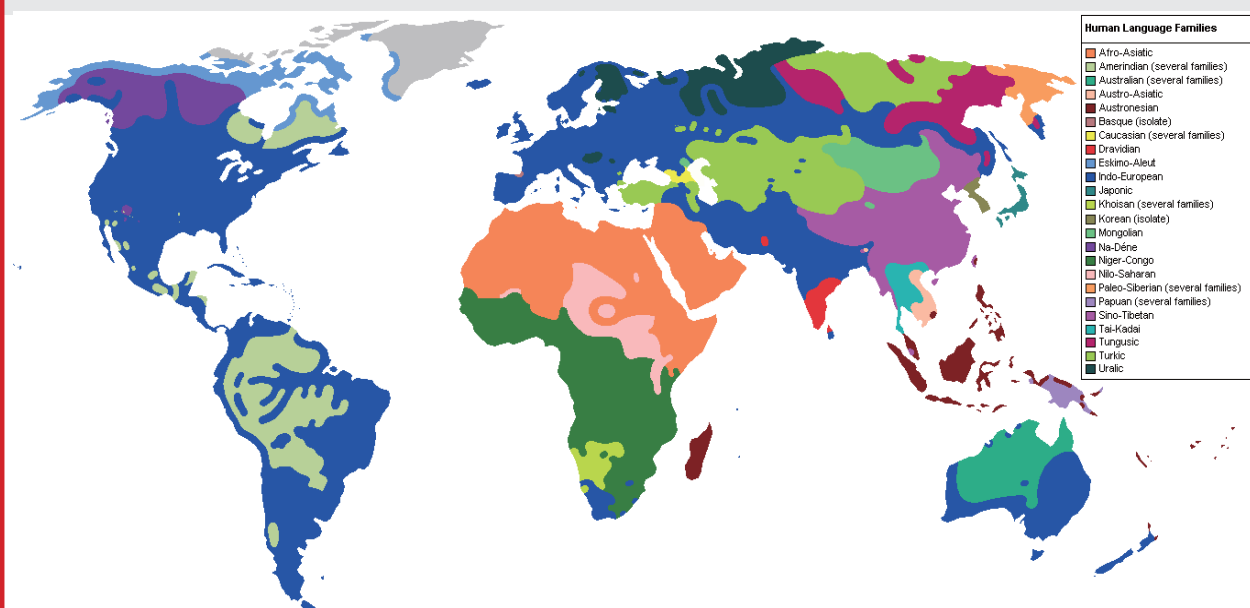 Human Language Families
Afro-Asiatic
Amerindian (several families)
Australian (several families)
Austro-Asiatic
Austronesian
Basque (isolate)
Caucasian (several families)
Dravidian
Eskimo-Aleut
Indo-European
Japonic
Khoisan (several families)
Korean (isolate)
Mongolian
Na-Déne
Niger-Congo
Nilo-Saharan
Paleo-Siberian (several families)
Papuan (several families)
Sino-Tibetan
Tai-Kadai
Tungusic
Turkic
Uralic